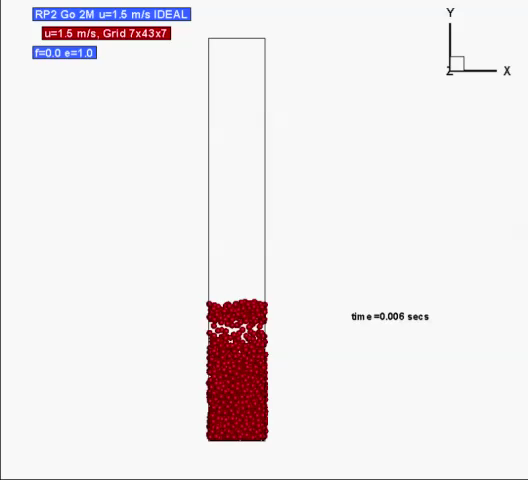 RP2 Go 2M u=1.5 m/s IDEAL
u=1.5 m/s, Grid 7x43x7
f=0.0 e=1.0
Y
Z
X
time=0.006 secs